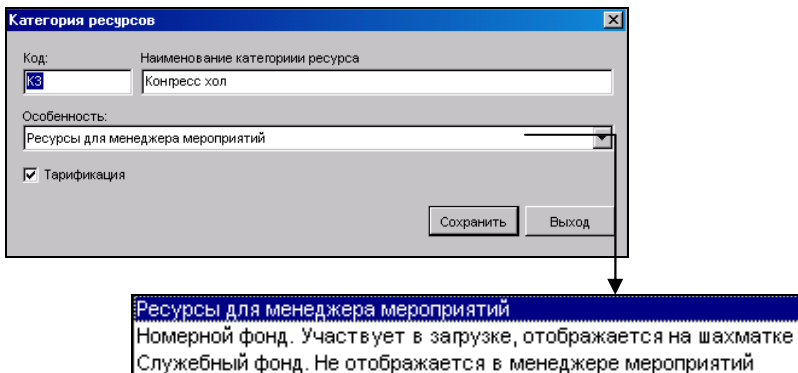 Категория ресурсов
Код: Наименование категориии ресурса
КЗ Конгресс хол
Особенность:
Ресурсы для менеджера мероприятий
Тарификация
Сохранить Выход
Ресурсы для менеджера мероприятий
Номерной фонд. Участвует в загрузке, отображается на шахматке
Служебный фонд. Не отображается в менеджере мероприятий